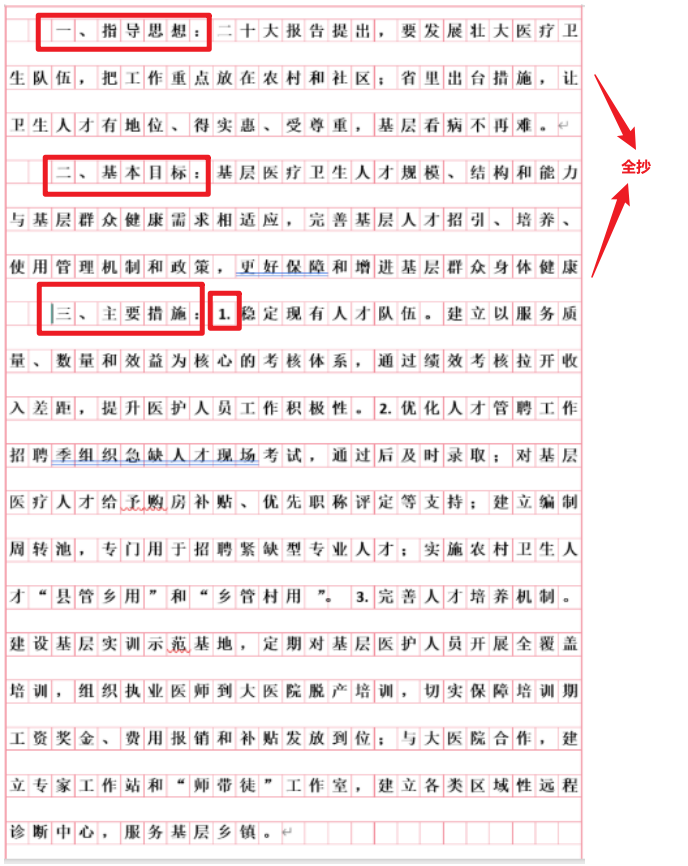 一、指导思想：二十大报告提出，要发展壮大医疗卫
生队伍，把工作重点放在农村和社区；省里出台措施，让
卫生人才有地位、得实惠、受尊重，基层看病不再难。
全抄
二、基本目标：基层医疗卫生人才规模、结构和能力
与基层群众健康需求相适应，完善基层人才招引、培养、
使用管理机制和政策，更好保障和增进基层群众身体健康
三、主要措施：1.稳定现有人才队伍。建立以服务质
量、数量和效益为核心的考核体系，通过绩效考核拉开收
入差距，提升医护人员工作积极性。2.优化人才管聘工作
招聘季组织急缺人才现场考试，通过后及时录取；对基层
医疗人才给予购房补贴、优先职称评定等支持；建立编制
周转池，专门用于招聘紧缺型专业人才；实施农村卫生人
才“县管乡用”和“乡管村用”。3.完善人才培养机制。
建设基层实训示范基地，定期对基层医护人员开展全覆盖
培训，组织执业医师到大医院脱产培训，切实保障培训期
工资奖金、费用报销和补贴发放到位；与大医院合作，建
立专家工作站和“师带徒”工作室，建立各类区域性远程
诊断中心，服务基层乡镇。